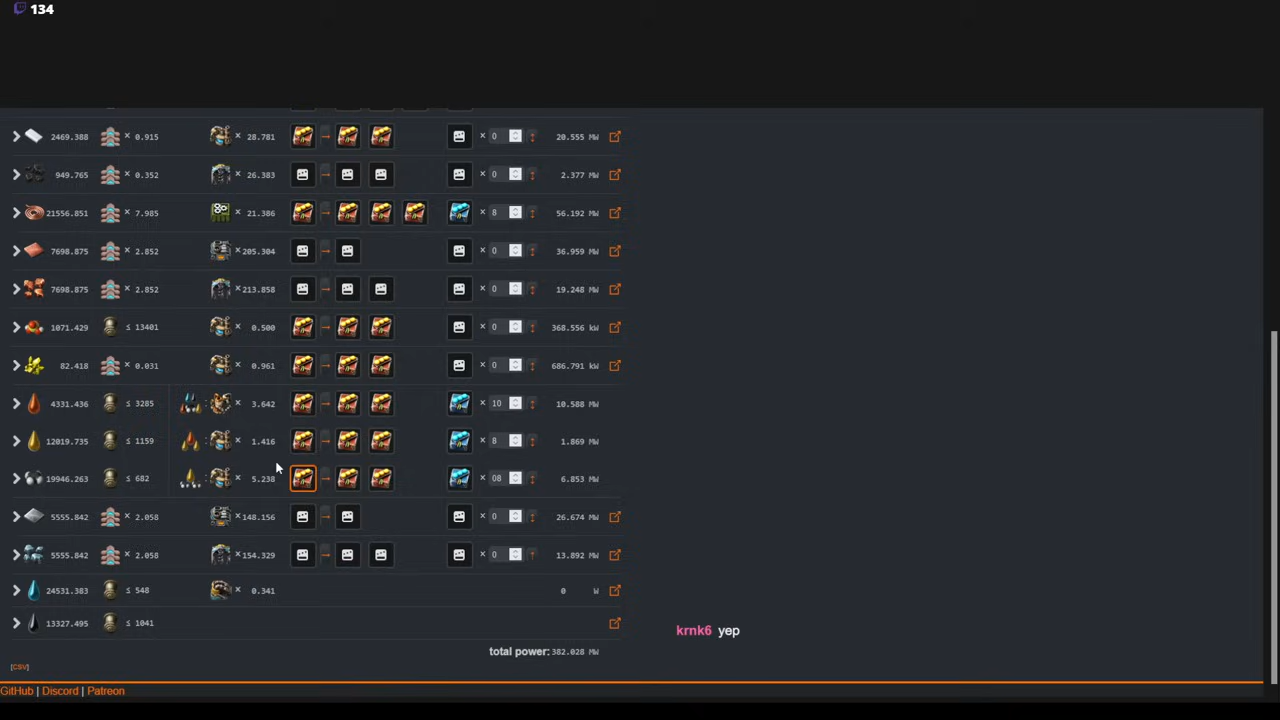 134
2469.388 × 0.915 × 28.781 × 0 20.555 MW
949.765 × 0.352 × 26.383 × 0 2.377 MW
21556.851 × 7.985 × 21.386 × 8 56.192 MW
7698.875 × 2.852 ×205.304 × 0 36.959 MW
7698.875 × 2.852 ×213.858 × 0 19.248 MW
1071.429 ≤ 13401 × 0.500 × 0 368.556 kW
82.418 × 0.031 × 0.961 × 0 686.791 kW
4331.436 ≤ 3285 : × 3.642 × 10 10.588 MW
12019.735 ≤ 1159 : × 1.416 × 8 1.869 MW
19946.263 ≤ 682 : × 5.238 × 08 6.853 MW
5555.842 × 2.058 ×148.156 × 0 26.674 MW
5555.842 × 2.058 ×154.329 × 0 13.892 MW
24531.383 ≤ 548 × 0.341 0 W
13327.495 ≤ 1041
krnk6 yep
total power: 382.028 MW
[CSV]
GitHub | Discord | Patreon